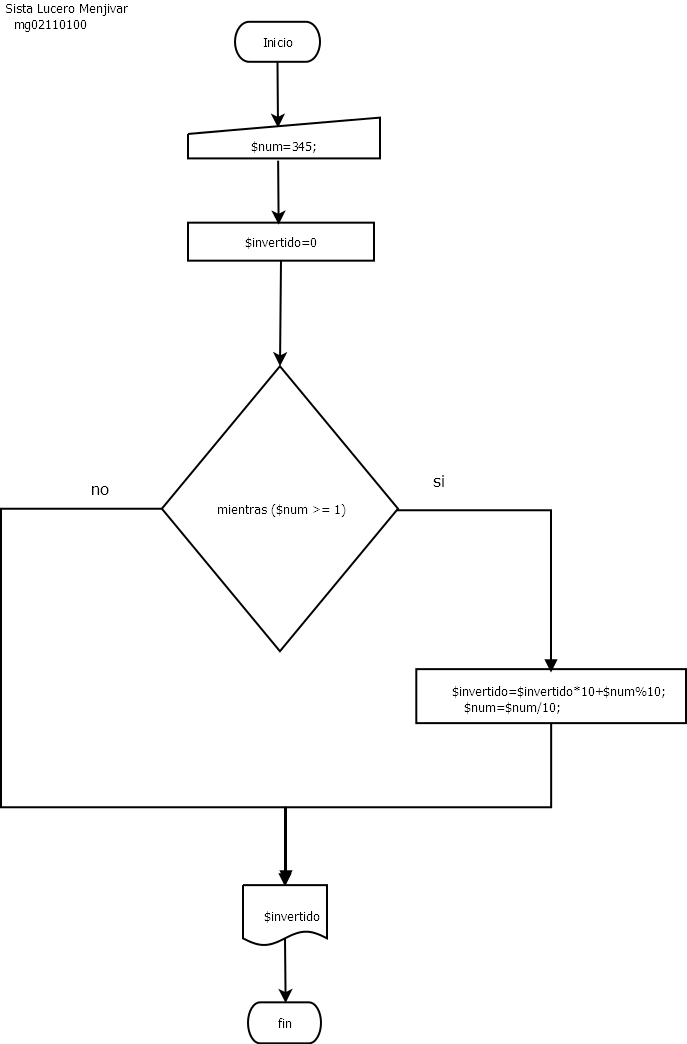 Sista Lucero Menjivar
mg02110100
Inicio
$num=345;
$invertido=0
no
si
mientras ($num >= 1)
$invertido=$invertido*10+$num%10;
$num=$num/10;
$invertido
fin